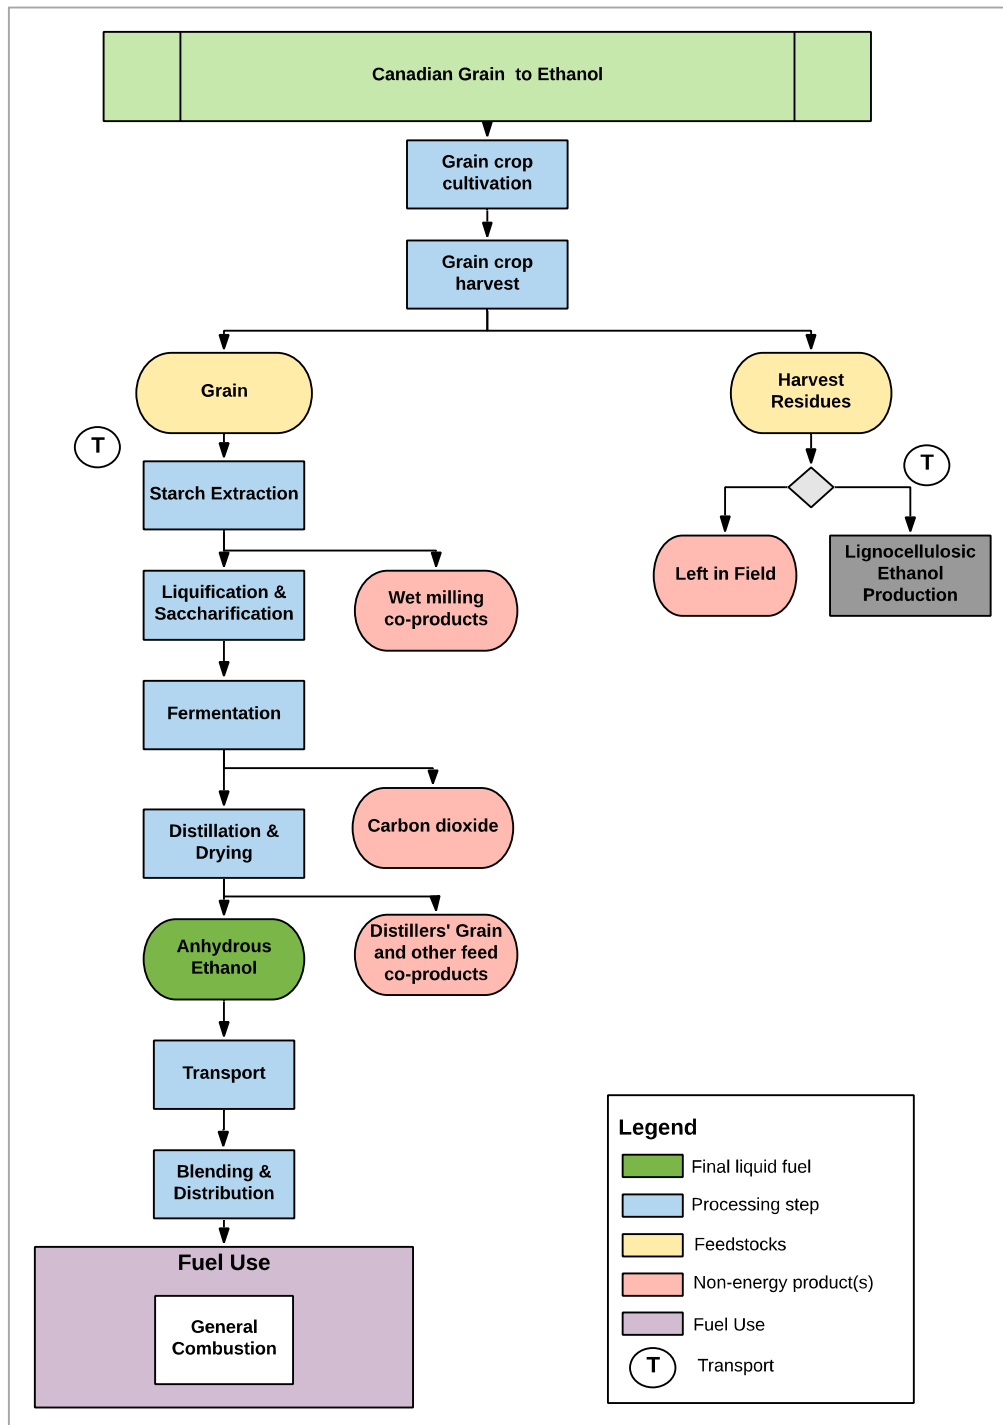 Canadian Grain  to Ethanol
Grain crop
cultivation
Grain crop
harvest
Grain
Harvest
Residues
T
T
Starch Extraction
Left in Field
Lignocellulosic
Ethanol
Production
Liquification &
Saccharification
Wet milling
co-products
Fermentation
Distillation &
Drying
Carbon dioxide
Anhydrous
Ethanol
Distillers' Grain
and other feed
co-products
Transport
Blending &
Distribution
Fuel Use
General
Combustion
Legend
Final liquid fuel
Processing step
Feedstocks
Non-energy product(s)
Fuel Use
T Transport